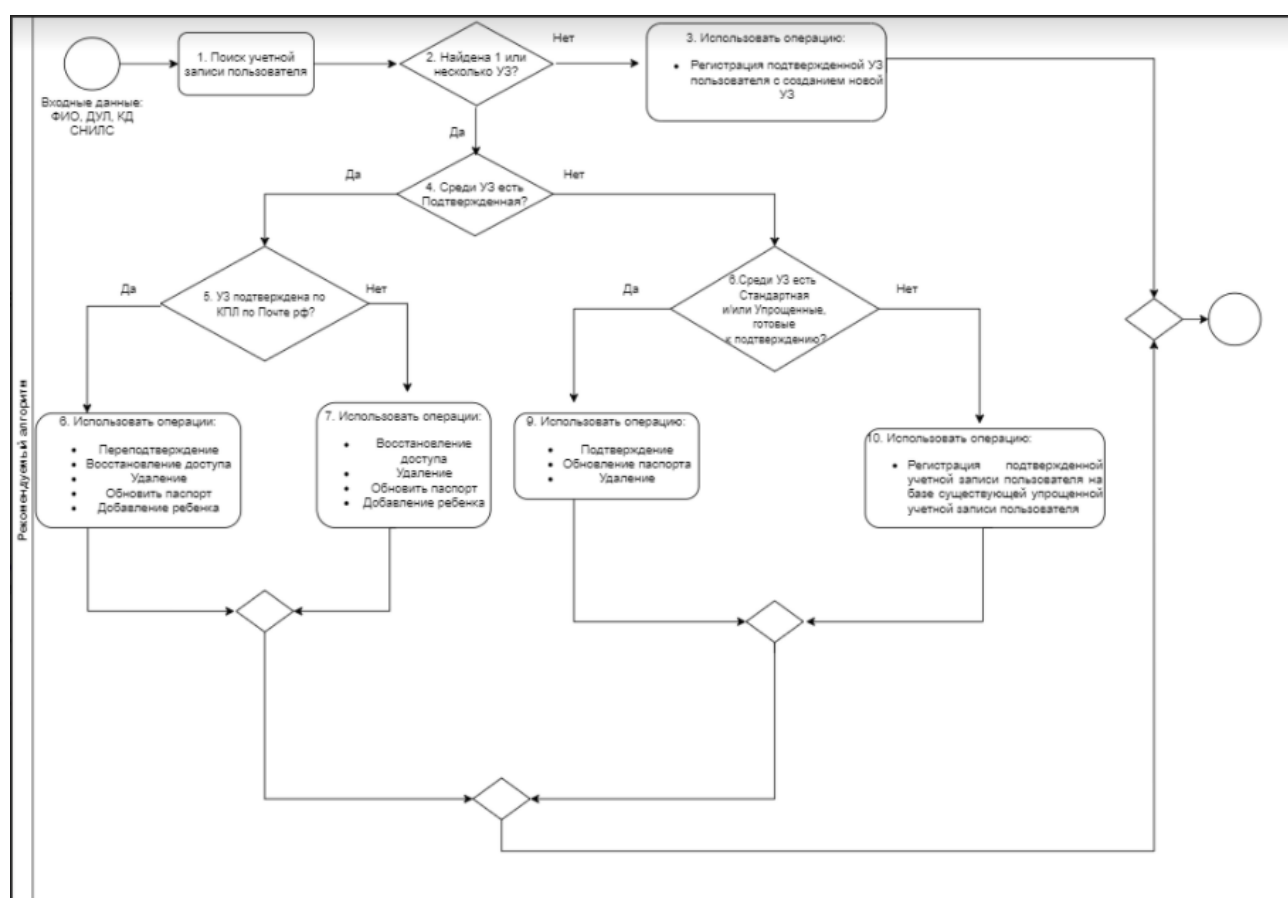 1. Поиск учетной
записи пользователя
2. Найдена 1 или
несколько УЗ?
Нет
3. Использовать операцию:
• Регистрация подтвержденной УЗ
пользователя с созданием новой
УЗ
Входные данные:
ФИО, ДУЛ, КД
СНИЛС
Да
Да
4. Среди УЗ есть
Подтвержденная?
Нет
Да
5. УЗ подтверждена по
КПЛ по Почте рф?
Нет
Да
8.Среди УЗ есть
Стандартная
и/или Упрощенные,
готовые
к подтверждению?
Нет
6. Использовать операции:
• Переподтверждение
• Восстановление доступа
• Удаление
• Обновить паспорт
• Добавление ребенка
7. Использовать операции:
• Восстановление
доступа
• Удаление
• Обновить паспорт
• Добавление ребенка
9. Использовать операцию:
• Подтверждение
• Обновление паспорта
• Удаление
10. Использовать операцию:
• Регистрация подтвержденной
учетной записи пользователя на
базе существующей упрощенной
учетной записи пользователя
Рекомендуемый алгоритм